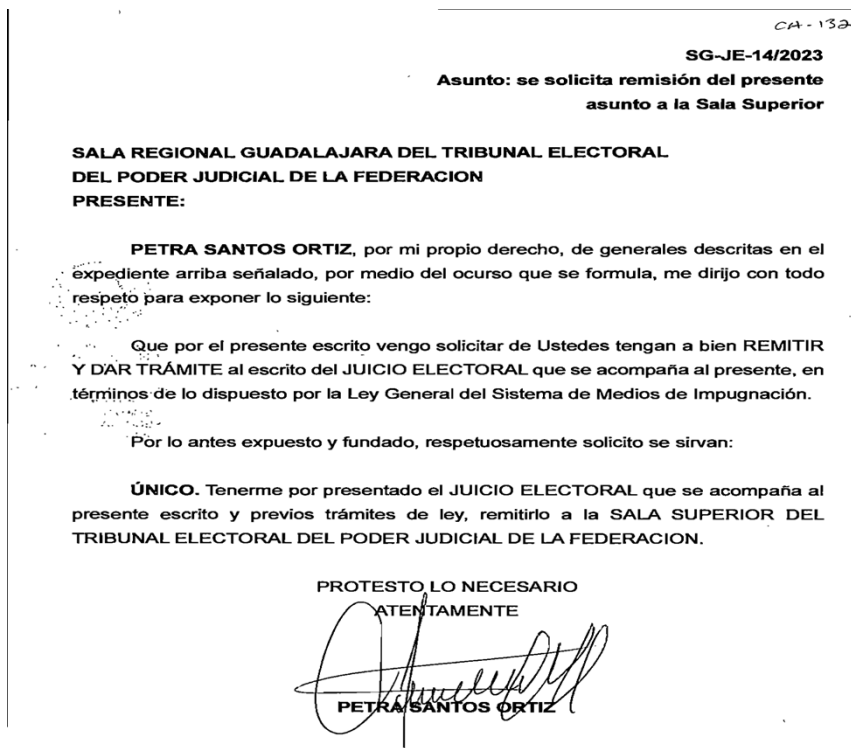 CA-132
SG-JE-14/2023
Asunto: se solicita remisión del presente
asunto a la Sala Superior
SALA REGIONAL GUADALAJARA DEL TRIBUNAL ELECTORAL
DEL PODER JUDICIAL DE LA FEDERACION
PRESENTE:
PETRA SANTOS ORTIZ, por mi propio derecho, de generales descritas en el
expediente arriba señalado, por medio del ocurso que se formula, me dirijo con todo
respeto para exponer lo siguiente:
Que por el presente escrito vengo solicitar de Ustedes tengan a bien REMITIR
Y DAR TRÁMITE al escrito del JUICIO ELECTORAL que se acompaña al presente, en
términos de lo dispuesto por la Ley General del Sistema de Medios de Impugnación.
Por lo antes expuesto y fundado, respetuosamente solicito se sirvan:
ÚNICO. Tenerme por presentado el JUICIO ELECTORAL que se acompaña al
presente escrito y previos trámites de ley, remitirlo a la SALA SUPERIOR DEL
TRIBUNAL ELECTORAL DEL PODER JUDICIAL DE LA FEDERACION.
PROTESTO LO NECESARIO
ATENTAMENTE
PETRA SANTOS ORTIZ